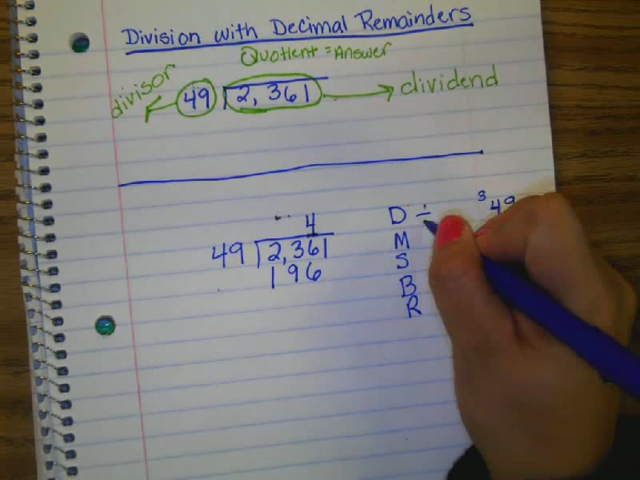 Division with Decimal Remainders
Quotient = Answer
divisor 49 2,361 dividend
4
49 2,361
196
D ÷
M
S
B
R
3
49